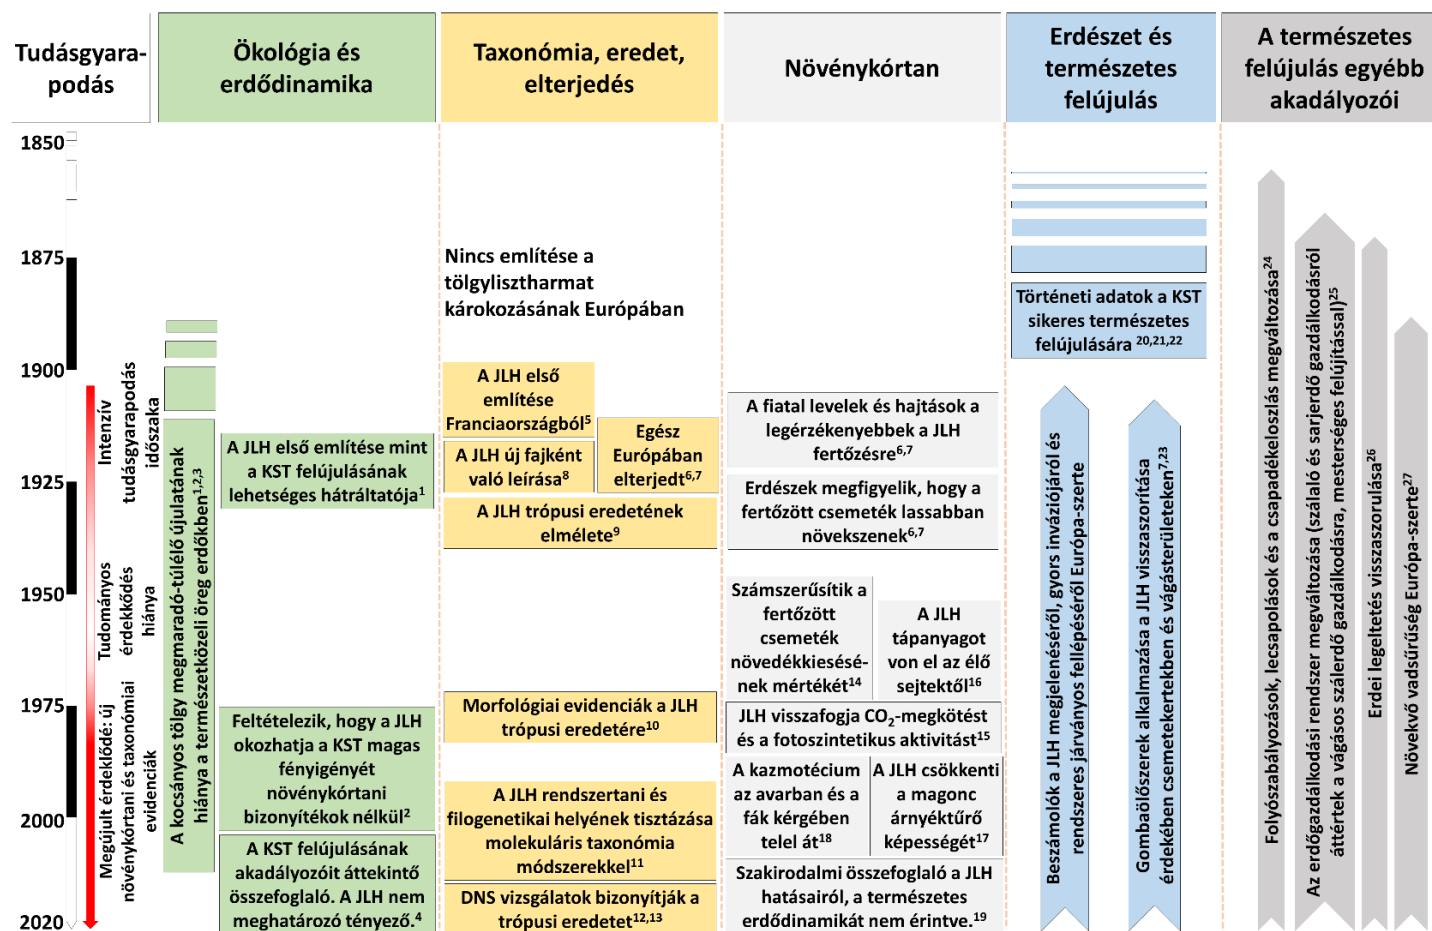 Tudásgyara-
podás
Ökológia és
erdődinamika
Taxonómia, eredet,
elterjedés
Növénykórtan
Erdészet és
természetes
felújulás
A természetes
felújulás egyébb
akadályozói
1850
1875
1900
1925
1950
1975
2000
2020
Intenzív
tudásgyarapodás
időszaka
Tudományos
érdekkődés
hiánya
Megújult érdeklődé: új
növénykórtani és taxonómiai
evidenciák
A kocsányos tölgy megmaradó-túlélő újulatának
hiánya a természetközeli öreg erdőkben1,2,3
A JLH első említése mint
a KST felújulásának
lehetséges hátráltatója1
Feltételezik, hogy a JLH
okozhatja a KST magas
fényigényét
növénykórtani
bizonyítékok nélkül2
A KST felújulásának
akadályozóit áttekintő
összefoglaló. A JLH nem
meghatározó tényező.4
Nincs említése a
tölgylisztharmat
károkozásának Európában
A JLH első
említése
Franciaországból5
A JLH új fajként
való leírása8
Egész
Európában
elterjedt6,7
A JLH trópusi eredetének
elmélete9
Morfológiai evidenciák a JLH
trópusi eredetére10
A JLH rendszertani és
filogenetikai helyének tisztázása
molekuláris taxonómia
módszerekkel11
DNS vizsgálatok bizonyítják a
trópusi eredetet12,13
A fiatal levelek és hajtások a
legérzékenyebbek a JLH
fertőzésre6,7
Erdészek megfigyelik, hogy a
fertőzött csemeték lassabban
növekszenek6,7
Számszerűsítik a
fertőzött
csemeték
növedékkiesésé-
nek mértékét14
A JLH
tápanyagot
von el az élő
sejtektől16
JLH visszafogja CO2-megkötést
és a fotoszintetikus aktivitást15
A kazmotécium
az avarban és a
fák kérgében
telel át18
A JLH csökkenti
a magonc
árnyéktűrő
képességét17
Szakirodalmi összefoglaló a JLH
hatásairól, a természetes
erdődinamikát nem érintve.19
Történeti adatok a KST
sikeres természetes
felújulására 20,21,22
Beszámolók a JLH megjelenéséről, gyors inváziójáról és
rendszeres járványos fellépéséről Európa-szerte
Gombaölőszerek alkalmazása a JLH visszaszorítása
érdekében csemetekertekben és vágásterületeken7,23
Folyószabályozások, lecsapolások és a csapadékeloszlás megváltozása24
Az erdőgazdálkodási rendszer megváltozása (szálaló és sarjerdő gazdálkodásról
áttértek a vágásos szálerdő gazdálkodásra, mesterséges felújítással)25
Erdei legeltetés visszaszorulása26
Növekvő vadsűrűség Európa-szerte27